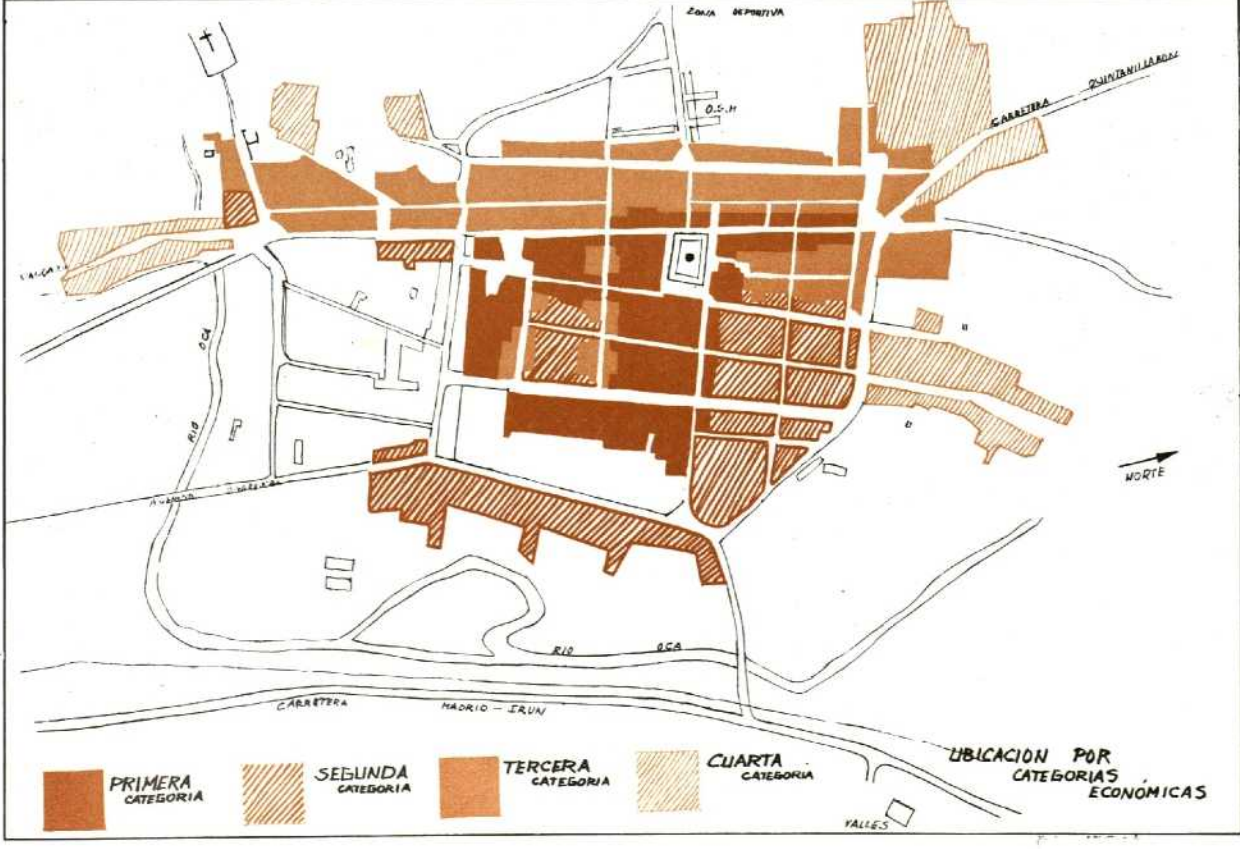 ZONA DEPORTIVA
O.S.H
CARRETERA QUINTANILLABON
RIO OCA
NORTE
RIO OCA
CARRETERA MADRID - IRUN
PRIMERA
CATEGORIA
SEGUNDA
CATEGORIA
TERCERA
CATEGORIA
CUARTA
CATEGORIA
UBICACION POR
CATEGORIAS
ECONÓMICAS
VALLES